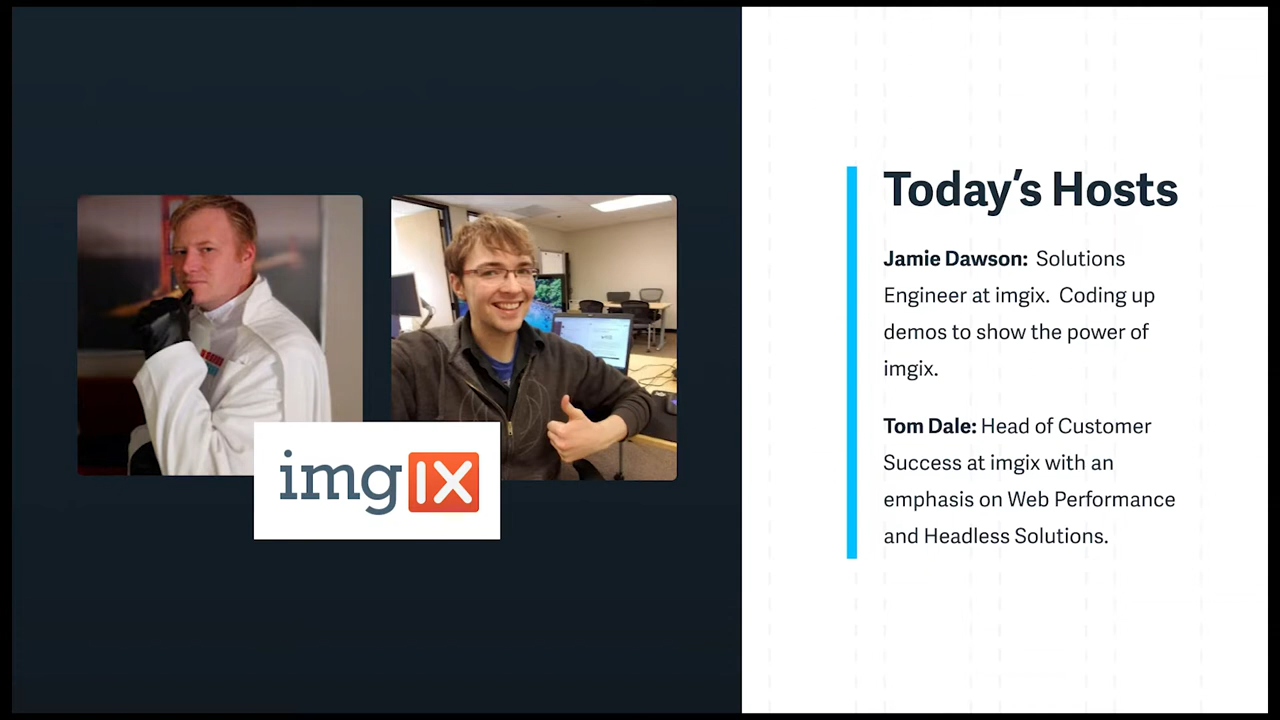 imgIX
Today's Hosts
Jamie Dawson: Solutions
Engineer at imgix. Coding up
demos to show the power of
imgix.
Tom Dale: Head of Customer
Success at imgix with an
emphasis on Web Performance
and Headless Solutions.